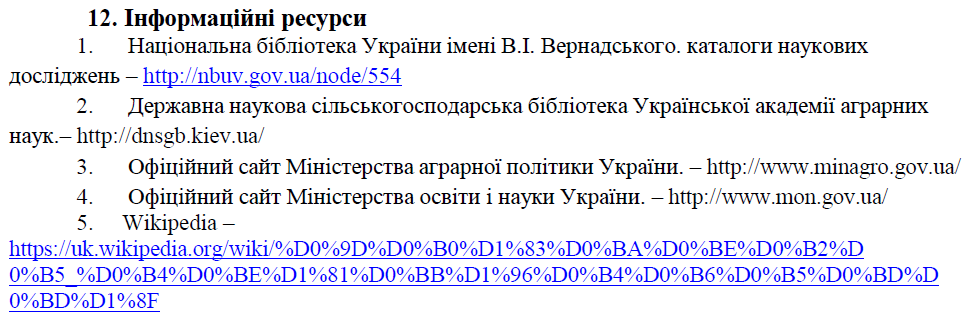 12. Інформаційні ресурси
1. Національна бібліотека України імені В.І. Вернадського. каталоги наукових
досліджень – http://nbuv.gov.ua/node/554
2. Державна наукова сільськогосподарська бібліотека Української академії аграрних
наук.– http://dnsgb.kiev.ua/
3. Офіційний сайт Міністерства аграрної політики України. – http://www.minagro.gov.ua/
4. Офіційний сайт Міністерства освіти і науки України. – http://www.mon.gov.ua/
5. Wikipedia –
https://uk.wikipedia.org/wiki/%D0%9D%D0%B0%D1%83%D0%BA%D0%BE%D0%B2%D
0%B5_%D0%B4%D0%BE%D1%81%D0%BB%D1%96%D0%B4%D0%B6%D0%B5%D0%BD%D
0%BD%D1%8F